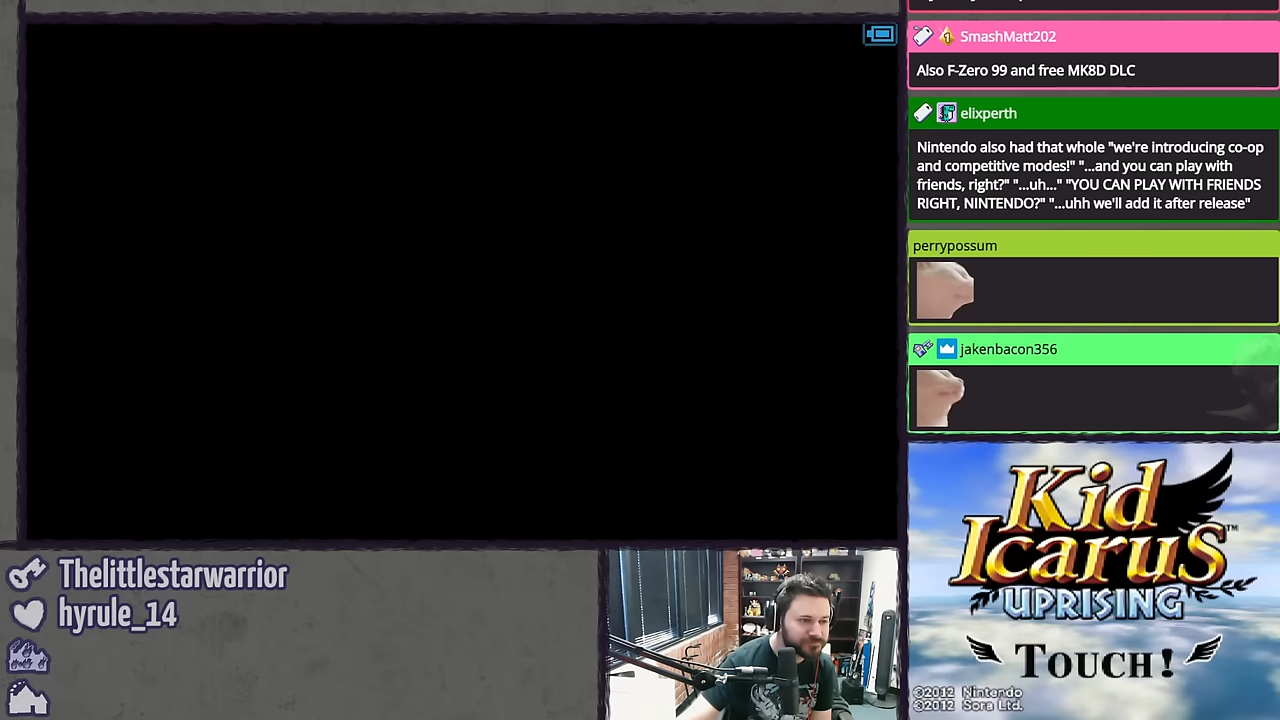 SmashMatt202
Also F-Zero 99 and free MK8D DLC
elixperth
Nintendo also had that whole "we're introducing co-op
and competitive modes!" "...and you can play with
friends, right?" "...uh..." "YOU CAN PLAY WITH FRIENDS
RIGHT, NINTENDO?" "...uhh we'll add it after release"
perrypossum
jakenbacon356
Kid
Icarus™
UPRISING
TOUCH!
©2012 Nintendo
©2012 Sora Ltd.
Thelittlestarwarrior
hyrule_14